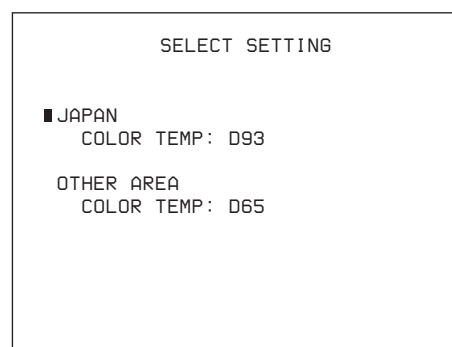 SELECT SETTING
JAPAN
COLOR TEMP: D93
OTHER AREA
COLOR TEMP: D65